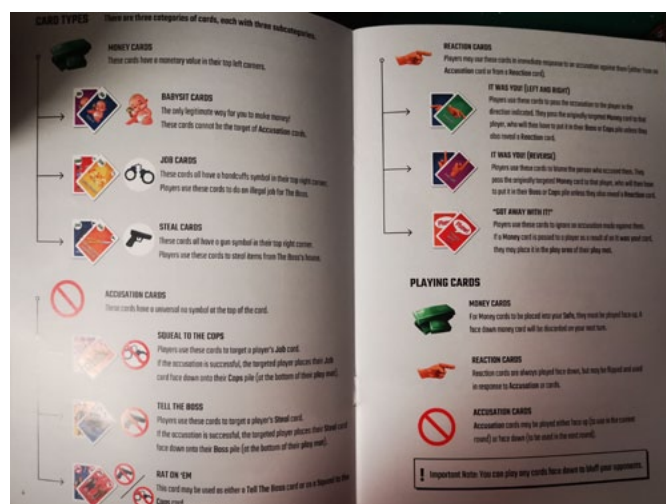 CARD TYPES
There are three categories of cards, each with three subcategories.
MONEY CARDS
These cards have a monetary value in their top left corners.
BABYSIT CARDS
The only legitimate way for you to make money!
These cards cannot be the target of Accusation cards.
JOB CARDS
These cards all have a handcuffs symbol in their top right corner.
Players use these cards to do an illegal job for The Boss.
STEAL CARDS
These cards all have a gun symbol in their top right corner.
Players use these cards to steal items from The Boss's house.
ACCUSATION CARDS
These cards have a universal no symbol at the top of the card.
SQUEAL TO THE COPS
Players use these cards to target a player's Job card.
If the accusation is successful, the targeted player places their Job
card face down onto their Cops pile (at the bottom of their play mat).
TELL THE BOSS
Players use these cards to target a player's Steal card.
If the accusation is successful, the targeted player places their Steal card
face down onto their Boss pile (at the bottom of their play mat).
RAT ON 'EM
This card may be used as either a Tell The Boss card or as a Squeal to the
Cops card.
REACTION CARDS
Players may use these cards in immediate response to an accusation against them (either from an
Accusation card or from a Reaction card).
IT WAS YOU! (LEFT AND RIGHT)
Players use these cards to pass the accusation to the player in the
direction indicated. They pass the originally targeted Money card to that
player, who will then have to put it in their Boss or Cops pile unless they
also reveal a Reaction card.
IT WAS YOU! (REVERSE)
Players use these cards to blame the person who accused them. They
pass the originally targeted Money card to that player, who will then have
to put it in their Boss or Cops pile unless they also reveal a Reaction card.
"GOT AWAY WITH IT!"
Players use these cards to ignore an accusation made against them.
If a Money card is passed to a player as a result of an It was you! card,
they may place it in the play area of their play mat.
PLAYING CARDS
MONEY CARDS
For Money cards to be placed into your Safe, they must be played face up. A
face down money card will be discarded on your next turn.
REACTION CARDS
Reaction cards are always played face down, but may be flipped and used
in response to Accusation or cards.
ACCUSATION CARDS
Accusation cards may be played either face up (to use in the current
round) or face down (to be used in the next round).
! Important Note: You can play any cards face down to bluff your opponents.